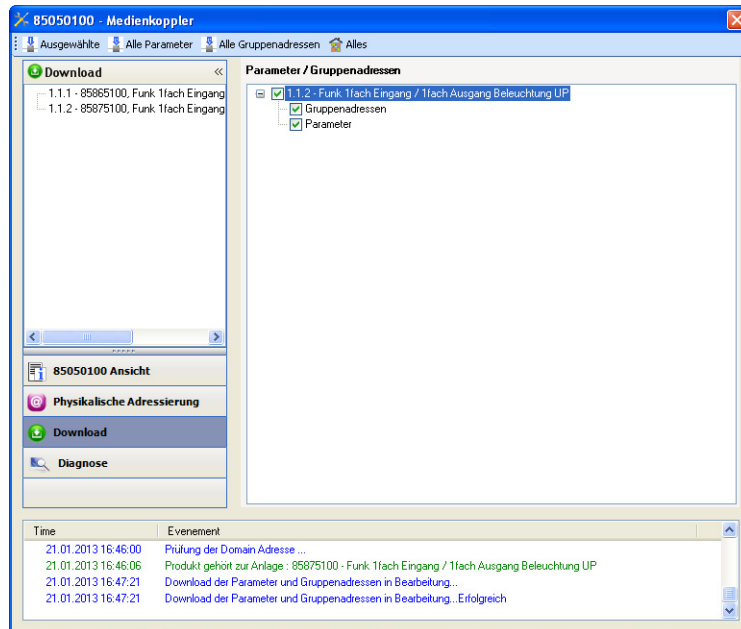 85050100 - Medienkoppler
Ausgewählte Alle Parameter Alle Gruppenadressen Alles
Download
1.1.1 - 85865100, Funk 1fach Eingang
1.1.2 - 85875100, Funk 1fach Eingang
85050100 Ansicht
Physikalische Adressierung
Download
Diagnose
Parameter / Gruppenadressen
1.1.2 - Funk 1fach Eingang / 1fach Ausgang Beleuchtung UP
Gruppenadressen
Parameter
Time Evenement
21.01.2013 16:46:00 Prüfung der Domain Adresse ...
21.01.2013 16:46:06 Produkt gehört zur Anlage : 85875100 - Funk 1fach Eingang / 1fach Ausgang Beleuchtung UP
21.01.2013 16:47:21 Download der Parameter und Gruppenadressen in Bearbeitung...
21.01.2013 16:47:21 Download der Parameter und Gruppenadressen in Bearbeitung...Erfolgreich